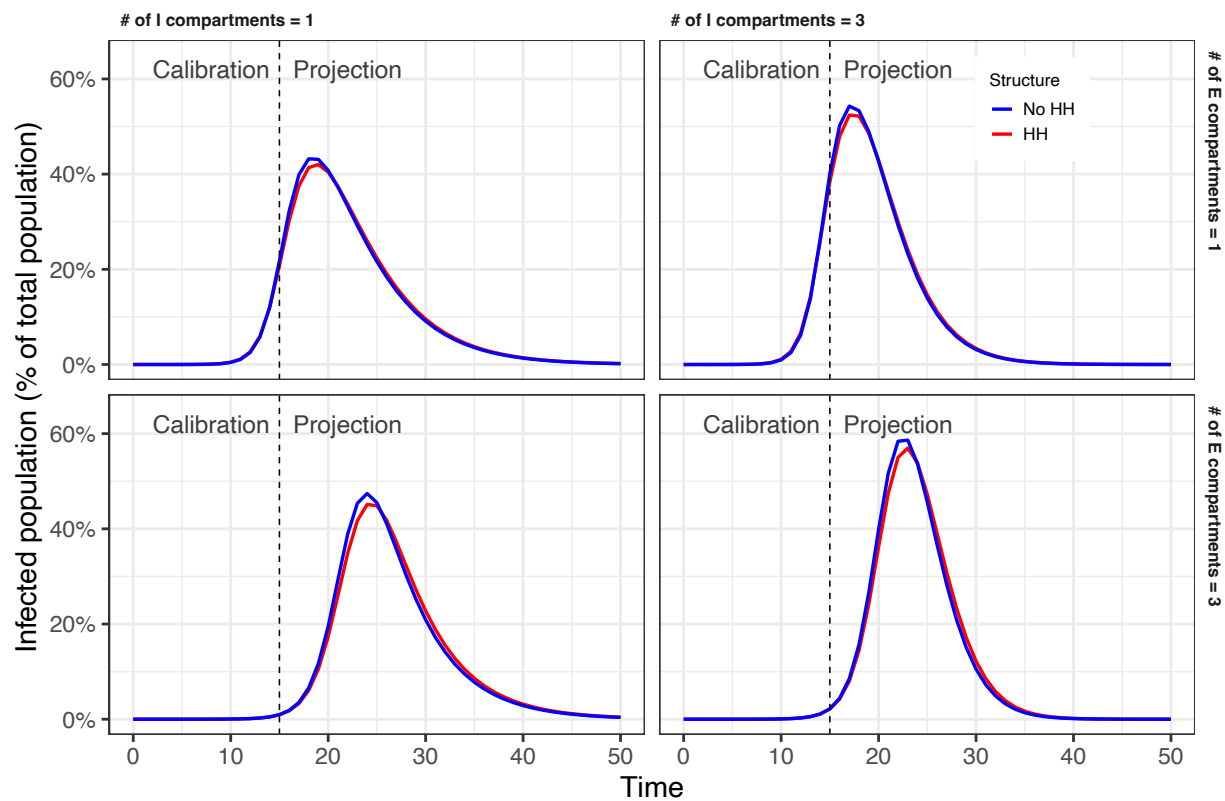 # of I compartments = 1
# of I compartments = 3
Infected population (% of total population)
60%
40%
20%
0%
Calibration
Projection
Calibration
Projection
Structure
No HH
HH
# of E compartments = 1
60%
40%
20%
0%
Calibration
Projection
Calibration
Projection
# of E compartments = 3
0 10 20 30 40 50
0 10 20 30 40 50
Time